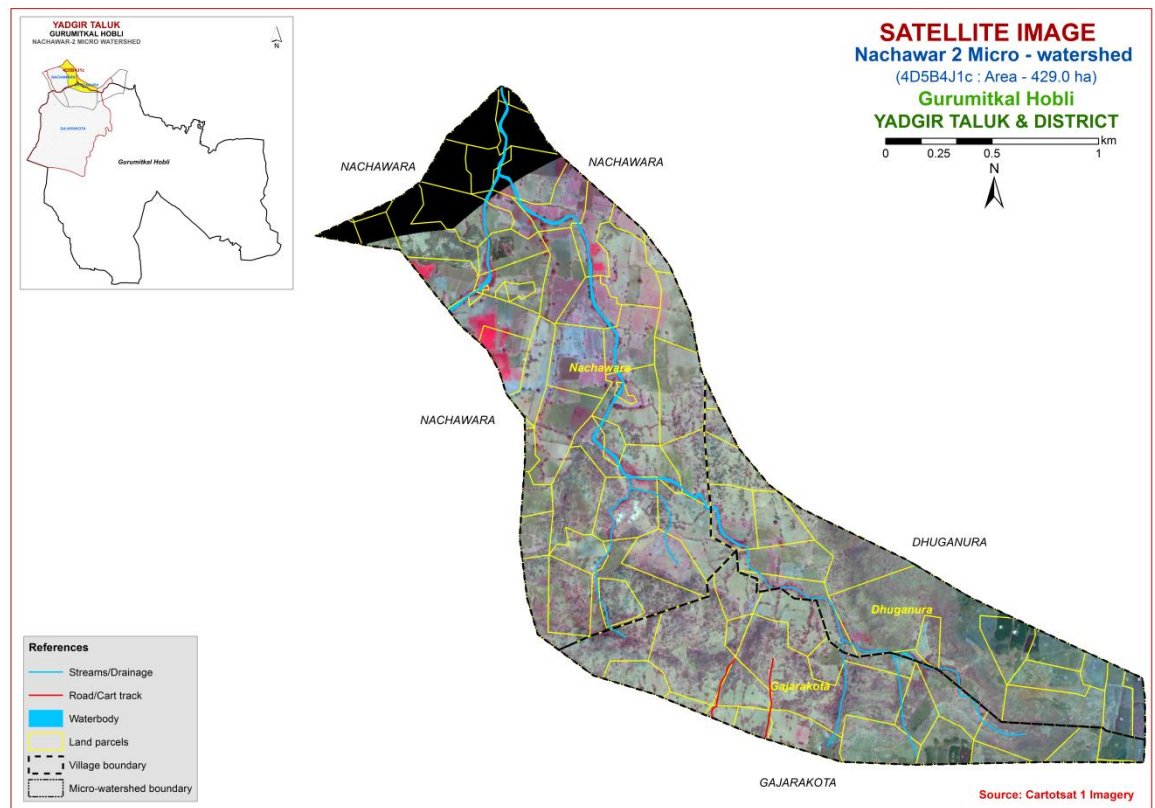 YADGIR TALUK
GURUMITKAL HOBLI
NACHAWAR-2 MICRO WATERSHED
N
4D5B4J1c
NACHAWARA
GAJARAKOTA
Gurumitkal Hobli
SATELLITE IMAGE
Nachawar 2 Micro - watershed
(4D5B4J1c : Area - 429.0 ha)
Gurumitkal Hobli
YADGIR TALUK & DISTRICT
km
0 0.25 0.5 1
N
NACHAWARA
NACHAWARA
Nachawara
NACHAWARA
DHUGANURA
Dhuganura
Gajarakota
GAJARAKOTA
References
Streams/Drainage
Road/Cart track
Waterbody
Land parcels
Village boundary
Micro-watershed boundary
Source: Cartotsat 1 Imagery